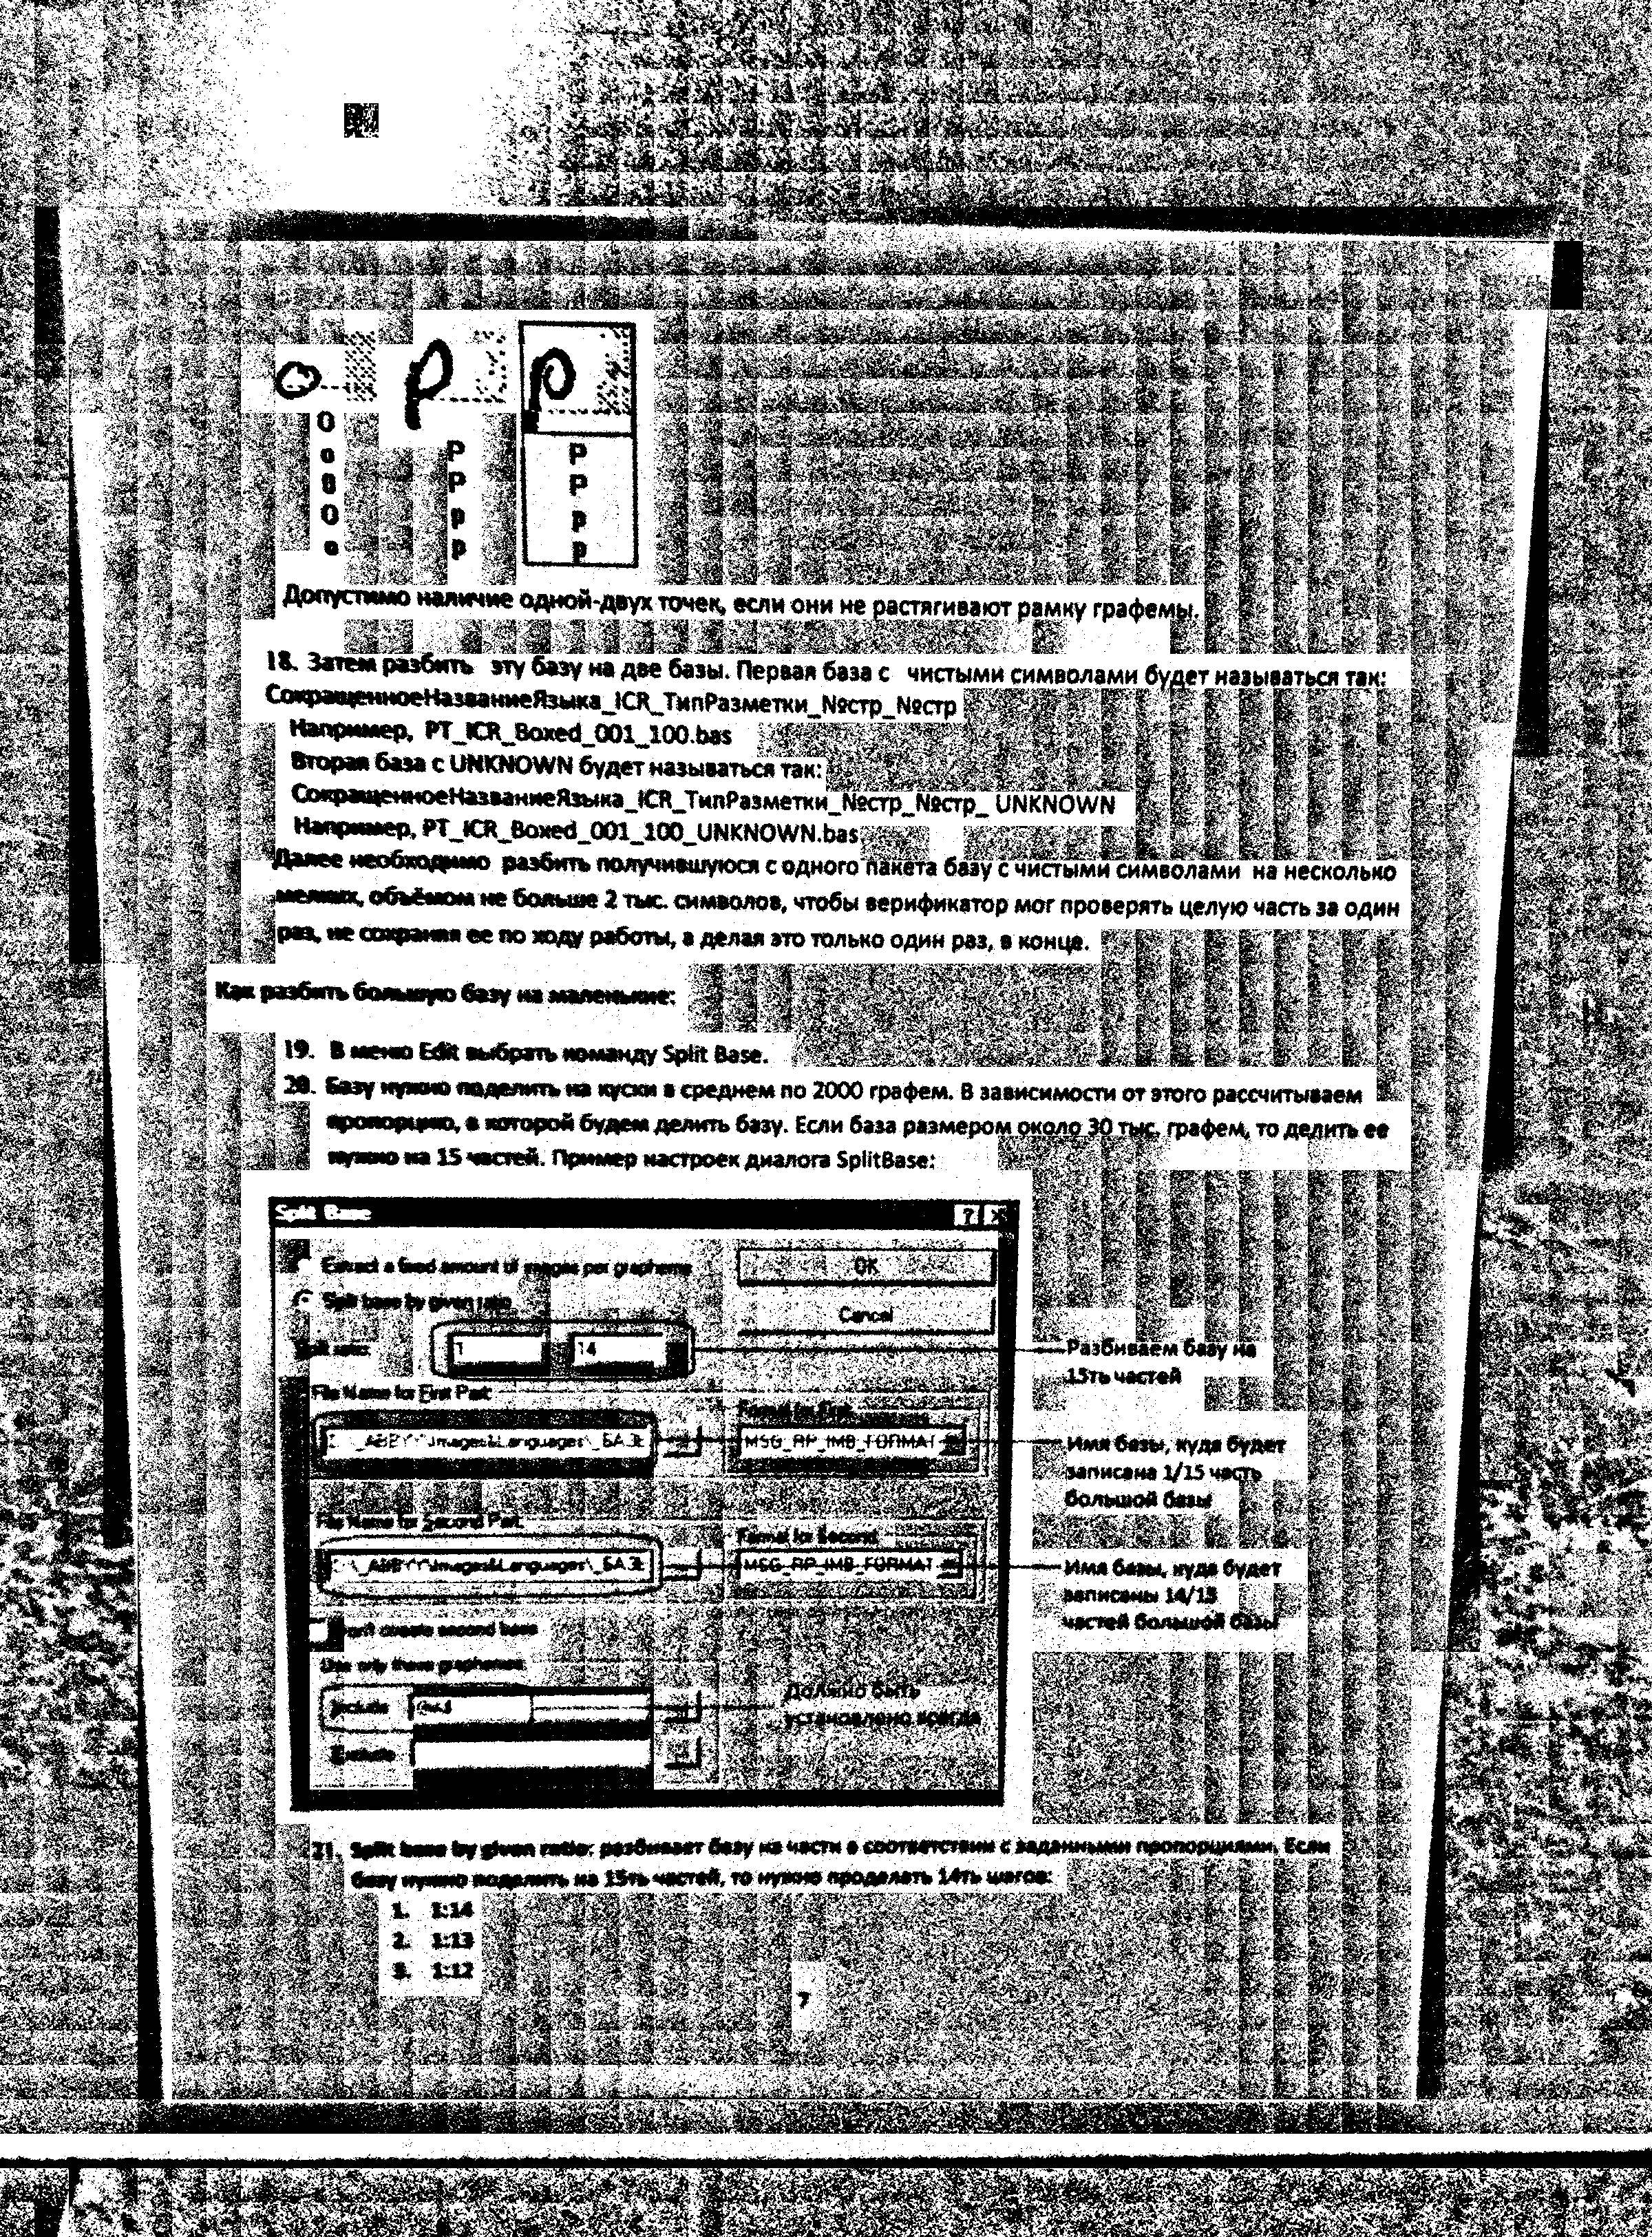 O P P
o P P
0 p p
O p p
o
Допустимо наличие одной-двух точек, если они не растягивают рамку графемы.
18. Затем разбить эту базу на две базы. Первая база с чистыми символами будет называться так:
СокращенноеНазваниеЯзыка_ICR_ТипРазметки_№стр_№стр
Например, PT_ICR_Boxed_001_100.bas
Вторая база с UNKNOWN будет называться так:
СокращенноеНазваниеЯзыка_ICR_ТипРазметки_№стр_№стр_ UNKNOWN
Например, PT_ICR_Boxed_001_100_UNKNOWN.bas
Далее необходимо разбить получившуюся с одного пакета базу с чистыми символами на несколько
мелких, объёмом не больше 2 тыс. символов, чтобы верификатор мог проверять целую часть за один
раз, не сохраняя ее по ходу работы, а делая это только один раз, в конце.
Как разбить большую базу на маленькие:
19. В меню Edit выбрать команду Split Base.
20. Базу нужно поделить на куски в среднем по 2000 графем. В зависимости от этого рассчитываем
пропорцию, в которой будем делить базу. Если база размером около 30 тыс. графем, то делить ее
нужно на 15 частей. Пример настроек диалога SplitBase:
Split Base
Extract a fixed amount of images per grapheme
OK
Split base by given ratio
Cancel
Split ratio: 1 14
Разбиваем базу на
15ть частей
File Name for First Part:
Format for First:
_ABBYY\Images&Languages\_БАЗЕ
MSG_RP_IMB_FORMAT
Имя базы, куда будет
записана 1/15 часть
большой базы
File Name for Second Part:
Format for Second:
\_ABBYY\Images&Languages\_БАЗЕ
MSG_RP_IMB_FORMAT
Имя базы, куда будет
записаны 14/15
частей большой базы
Don't create second base
Use only these graphemes:
Include
Должно быть
установлено всегда
Exclude
21. Split base by given ratio: разбивает базу на части в соответствии с заданными пропорциями. Если
базу нужно поделить на 15ть частей, то нужно проделать 14ть шагов:
1. 1:14
2. 1:13
3. 1:12
7